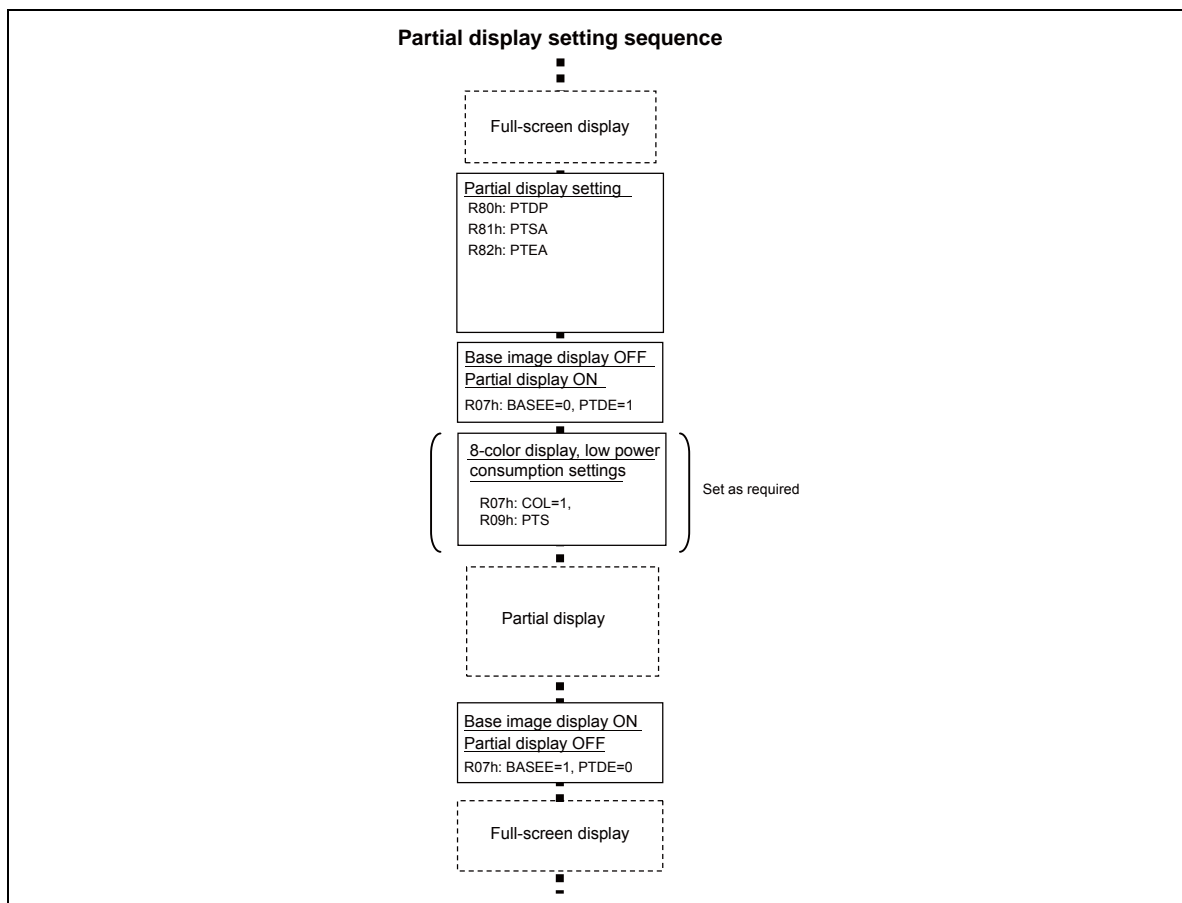 Partial display setting sequence
Full-screen display
Partial display setting
R80h: PTDP
R81h: PTSA
R82h: PTEA
Base image display OFF
Partial display ON
R07h: BASEE=0, PTDE=1
8-color display, low power
consumption settings
R07h: COL=1,
R09h: PTS
Set as required
Partial display
Base image display ON
Partial display OFF
R07h: BASEE=1, PTDE=0
Full-screen display